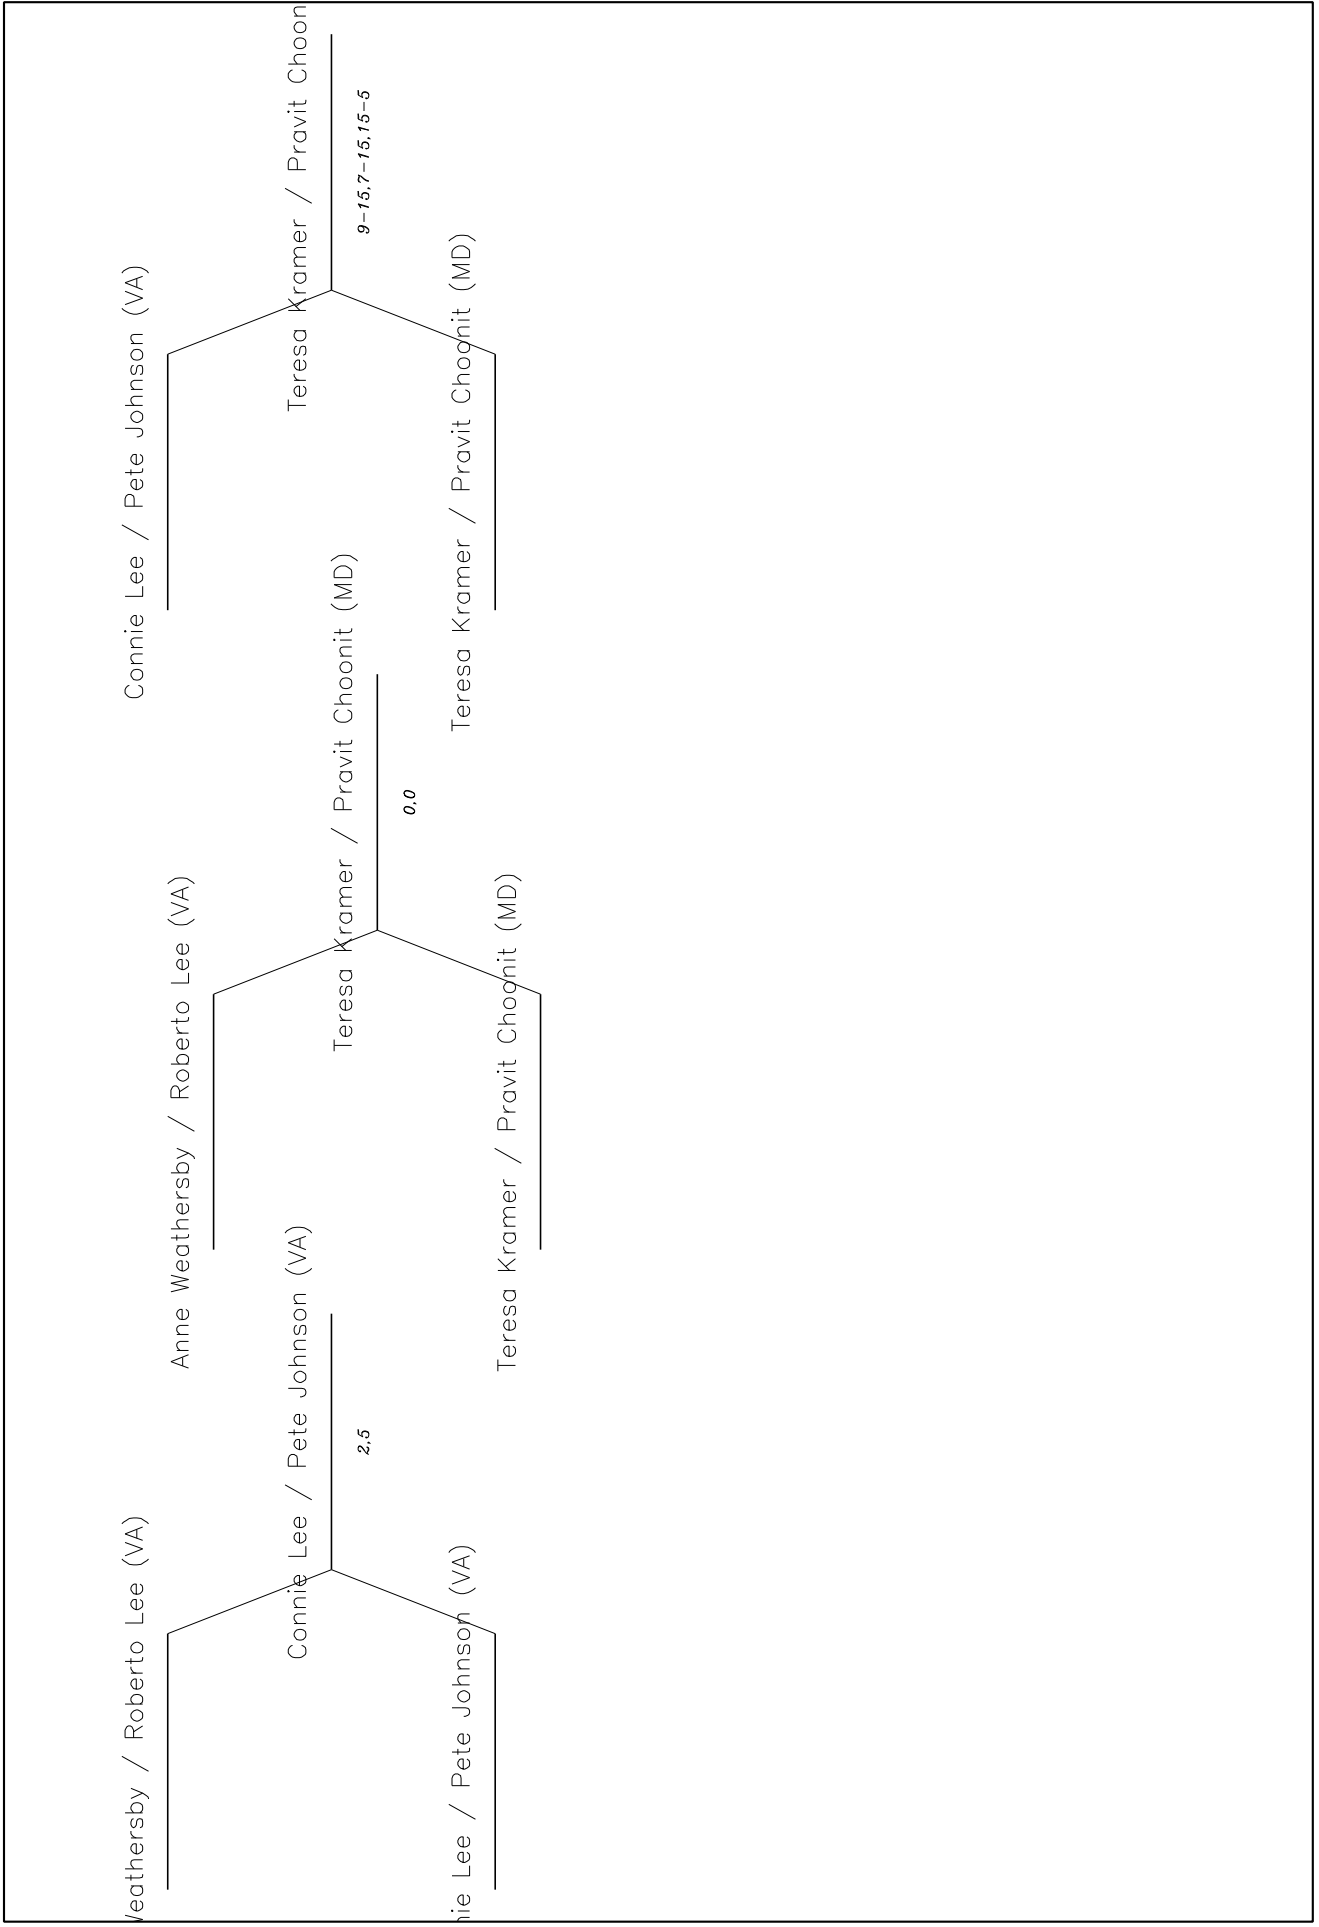 Weathersby / Roberto Lee (VA)
Connie Lee / Pete Johnson (VA)
2,5
nie Lee / Pete Johnson (VA)
Anne Weathersby / Roberto Lee (VA)
Teresa Kramer / Pravit Choonit (MD)
0,0
Teresa Kramer / Pravit Choonit (MD)
Connie Lee / Pete Johnson (VA)
Teresa Kramer / Pravit Choon
9-15,7-15,15-5
Teresa Kramer / Pravit Choonit (MD)